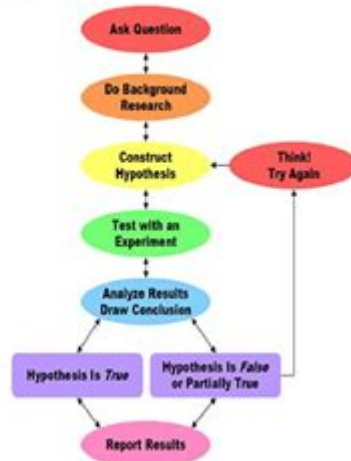 Ask Question
Do Background
Research
Construct
Hypothesis
Think!
Try Again
Test with an
Experiment
Analyze Results
Draw Conclusion
Hypothesis Is True
Hypothesis Is False
or Partially True
Report Results